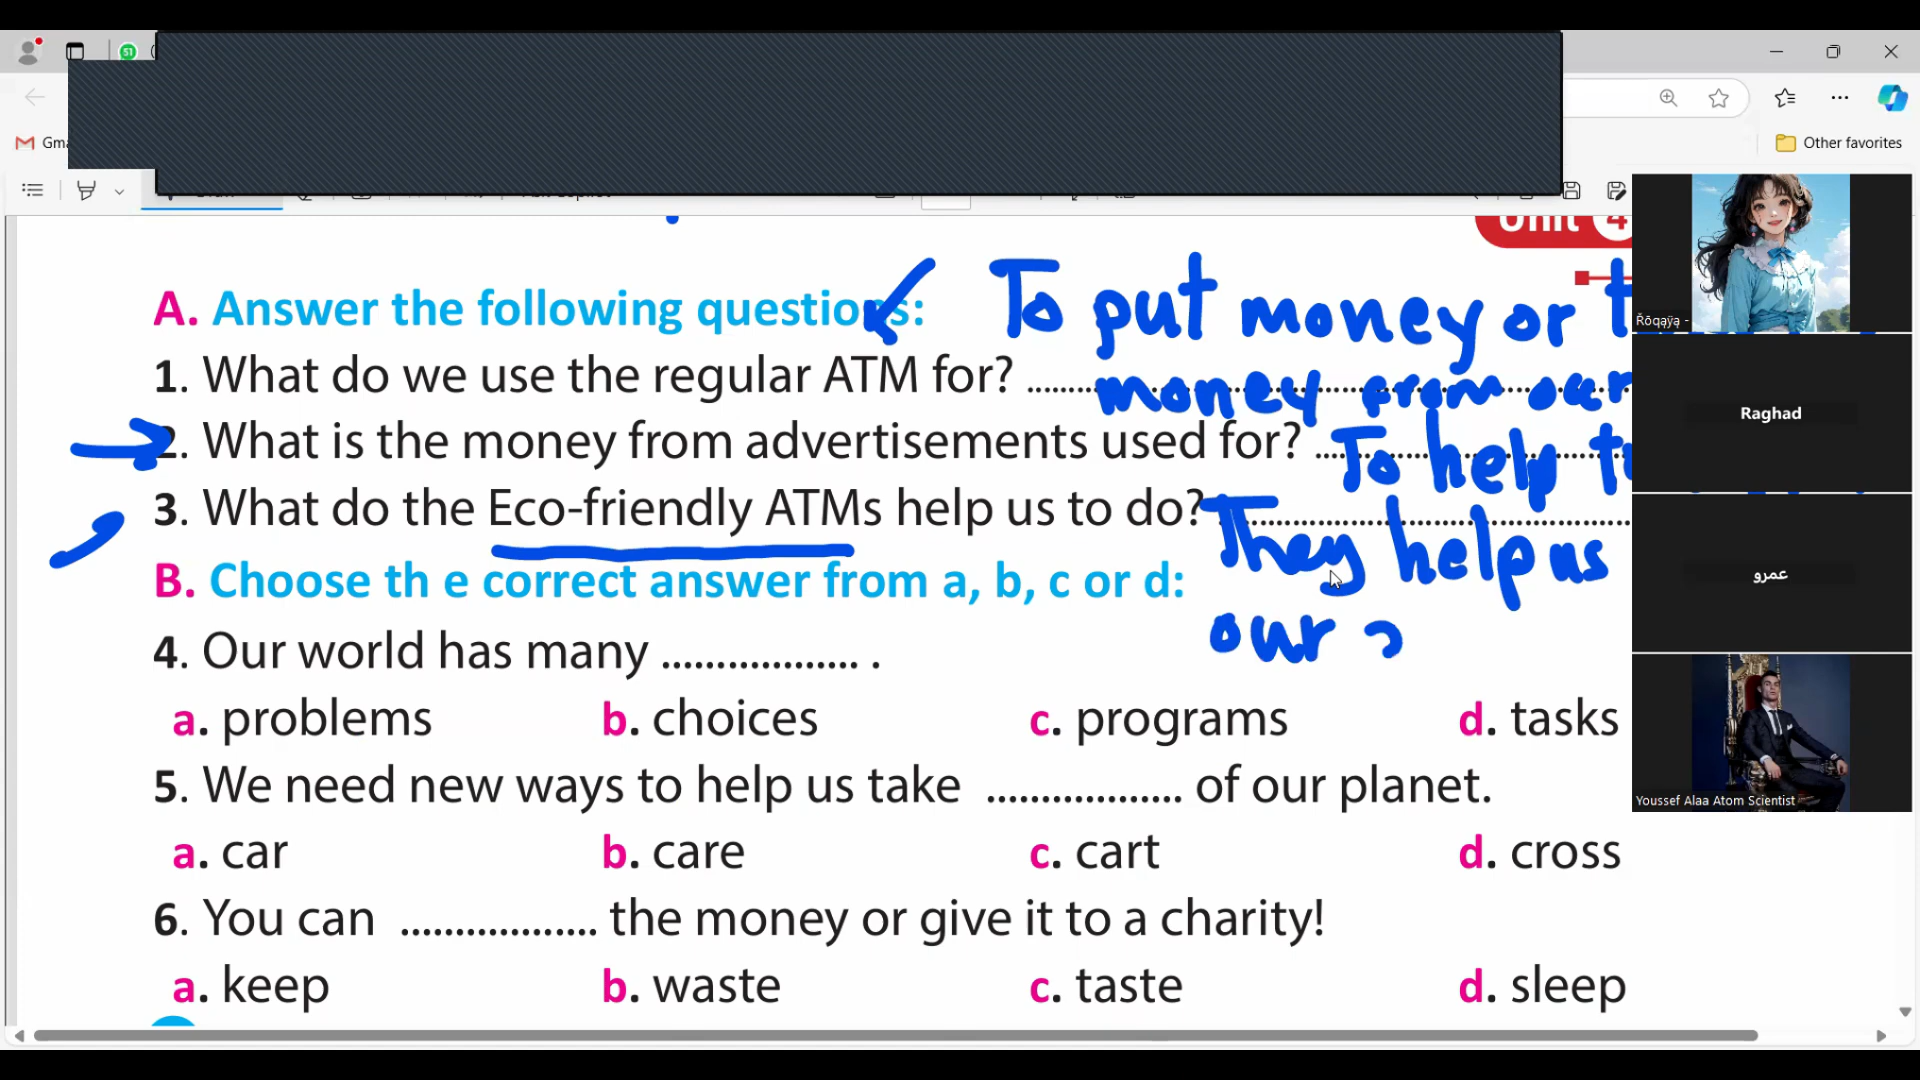 51
Gma
Other favorites
Unit 4
A. Answer the following questions:
To put money or t
1. What do we use the regular ATM for? ....................
money from our
2. What is the money from advertisements used for? ....................
To help t
3. What do the Eco-friendly ATMs help us to do? ....................
They help us
B. Choose th e correct answer from a, b, c or d:
our
4. Our world has many .................. .
a. problems b. choices c. programs d. tasks
5. We need new ways to help us take .................. of our planet.
a. car b. care c. cart d. cross
6. You can .................. the money or give it to a charity!
a. keep b. waste c. taste d. sleep
Raghad
عمرو
Youssef Alaa Atom Scientist